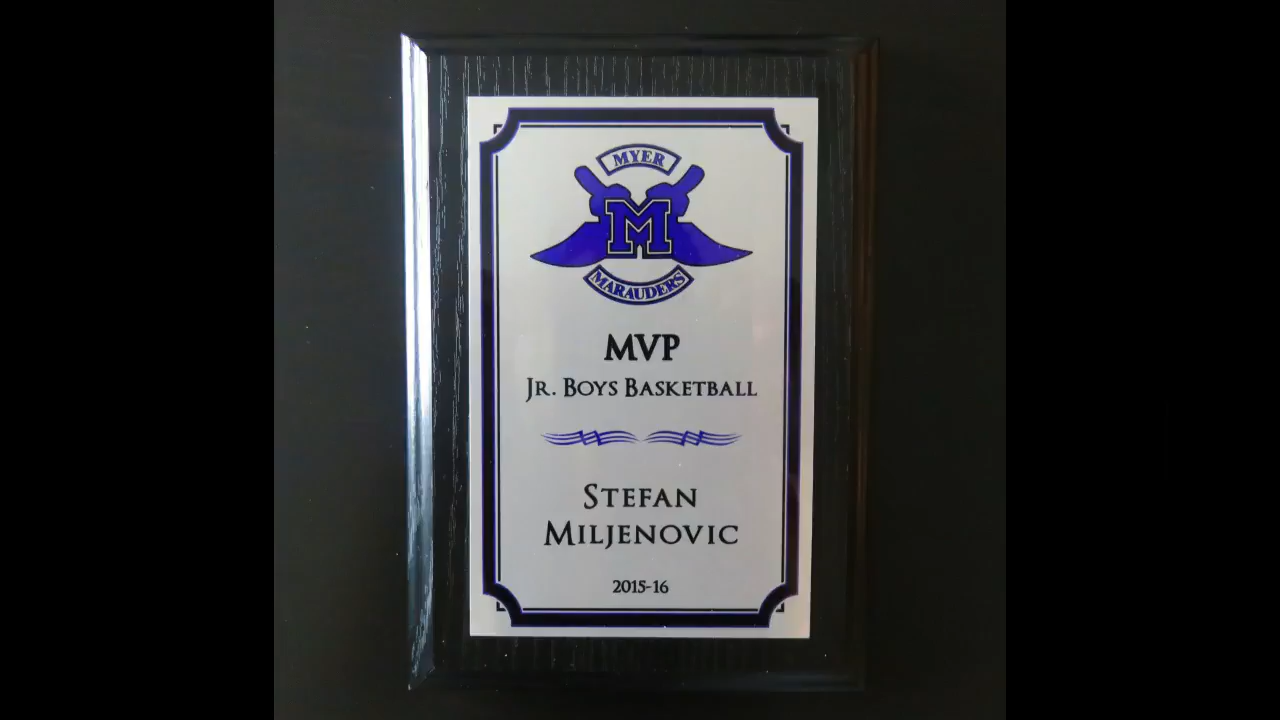 MYER
M
MARAUDERS
MVP
JR. BOYS BASKETBALL
STEFAN
MILJENOVIC
2015-16